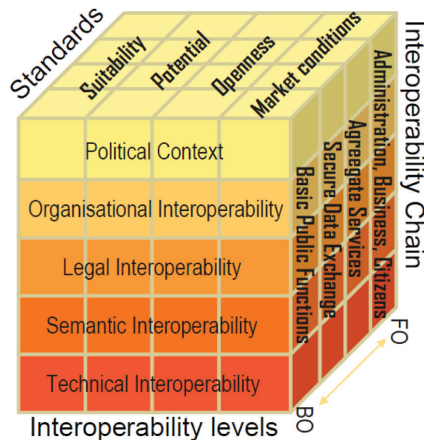 Standards
Suitability
Potential
Openness
Market conditions
Interoperability Chain
Political Context
Organisational Interoperability
Legal Interoperability
Semantic Interoperability
Technical Interoperability
Basic Public Functions
Secure Data Exchange
Agreegate Services
Administration, Business, Citizens
Interoperability levels
BO
FO